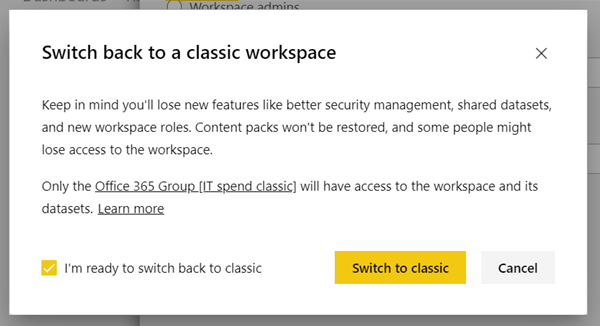 Workspace admins
Switch back to a classic workspace
Keep in mind you'll lose new features like better security management, shared datasets,
and new workspace roles. Content packs won't be restored, and some people might
lose access to the workspace.
Only the Office 365 Group [IT spend classic] will have access to the workspace and its
datasets. Learn more
I'm ready to switch back to classic
Switch to classic
Cancel